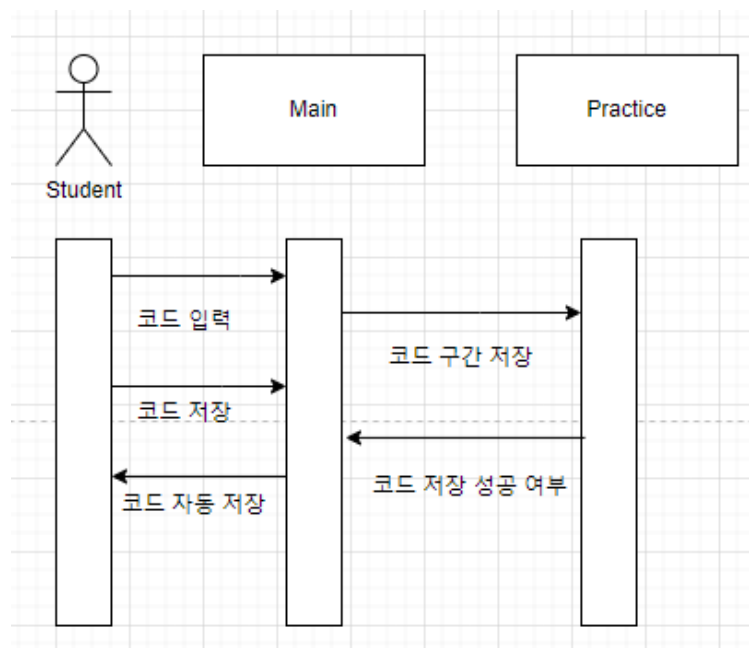 Main
Practice
Student
코드 입력
코드 구간 저장
코드 저장
코드 저장 성공 여부
코드 자동 저장